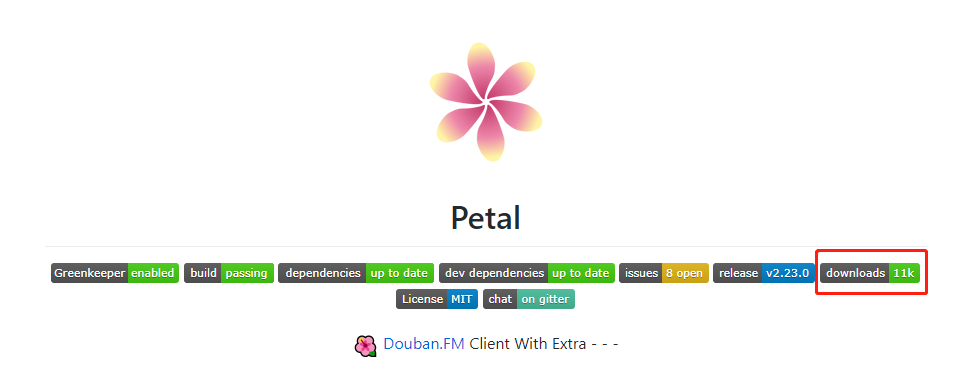 Petal
Greenkeeper enabled build passing dependencies up to date dev dependencies up to date issues 8 open release v2.23.0 downloads 11k
License MIT chat on gitter
Douban.FM Client With Extra - - -